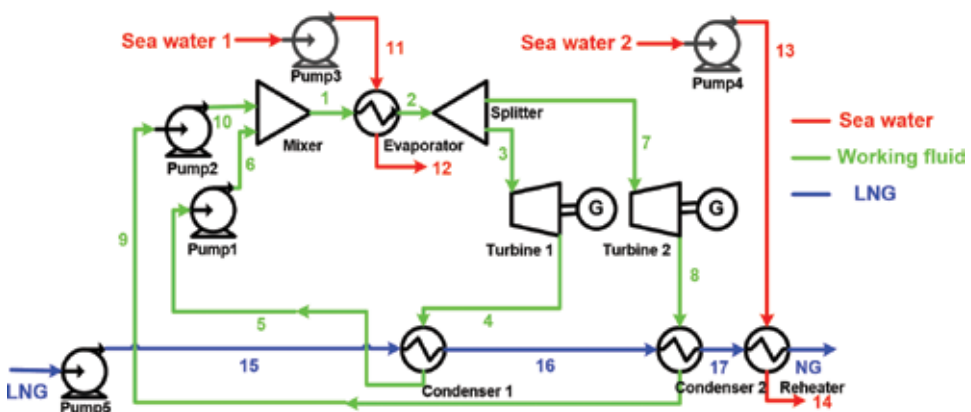 Sea water 1
11
Pump3
Sea water 2
13
Pump4
10
Pump2
Mixer
1
2
Evaporator
Splitter
12
3
7
6
Pump1
9
G
Turbine 1
G
Turbine 2
8
5
4
Sea water
Working fluid
LNG
LNG
Pump5
15
Condenser 1
16
17
Condenser 2
NG
Reheater
14